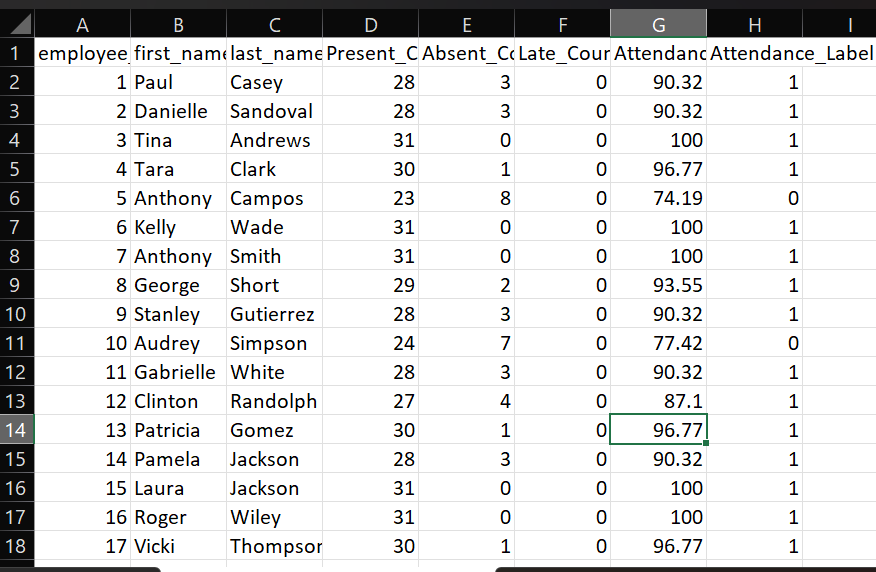 A B C D E F G H I
1 employee_ first_name last_name Present_C Absent_Co Late_Coun Attendanc Attendance_Label
2 1 Paul Casey 28 3 0 90.32 1
3 2 Danielle Sandoval 28 3 0 90.32 1
4 3 Tina Andrews 31 0 0 100 1
5 4 Tara Clark 30 1 0 96.77 1
6 5 Anthony Campos 23 8 0 74.19 0
7 6 Kelly Wade 31 0 0 100 1
8 7 Anthony Smith 31 0 0 100 1
9 8 George Short 29 2 0 93.55 1
10 9 Stanley Gutierrez 28 3 0 90.32 1
11 10 Audrey Simpson 24 7 0 77.42 0
12 11 Gabrielle White 28 3 0 90.32 1
13 12 Clinton Randolph 27 4 0 87.1 1
14 13 Patricia Gomez 30 1 0 96.77 1
15 14 Pamela Jackson 28 3 0 90.32 1
16 15 Laura Jackson 31 0 0 100 1
17 16 Roger Wiley 31 0 0 100 1
18 17 Vicki Thompson 30 1 0 96.77 1